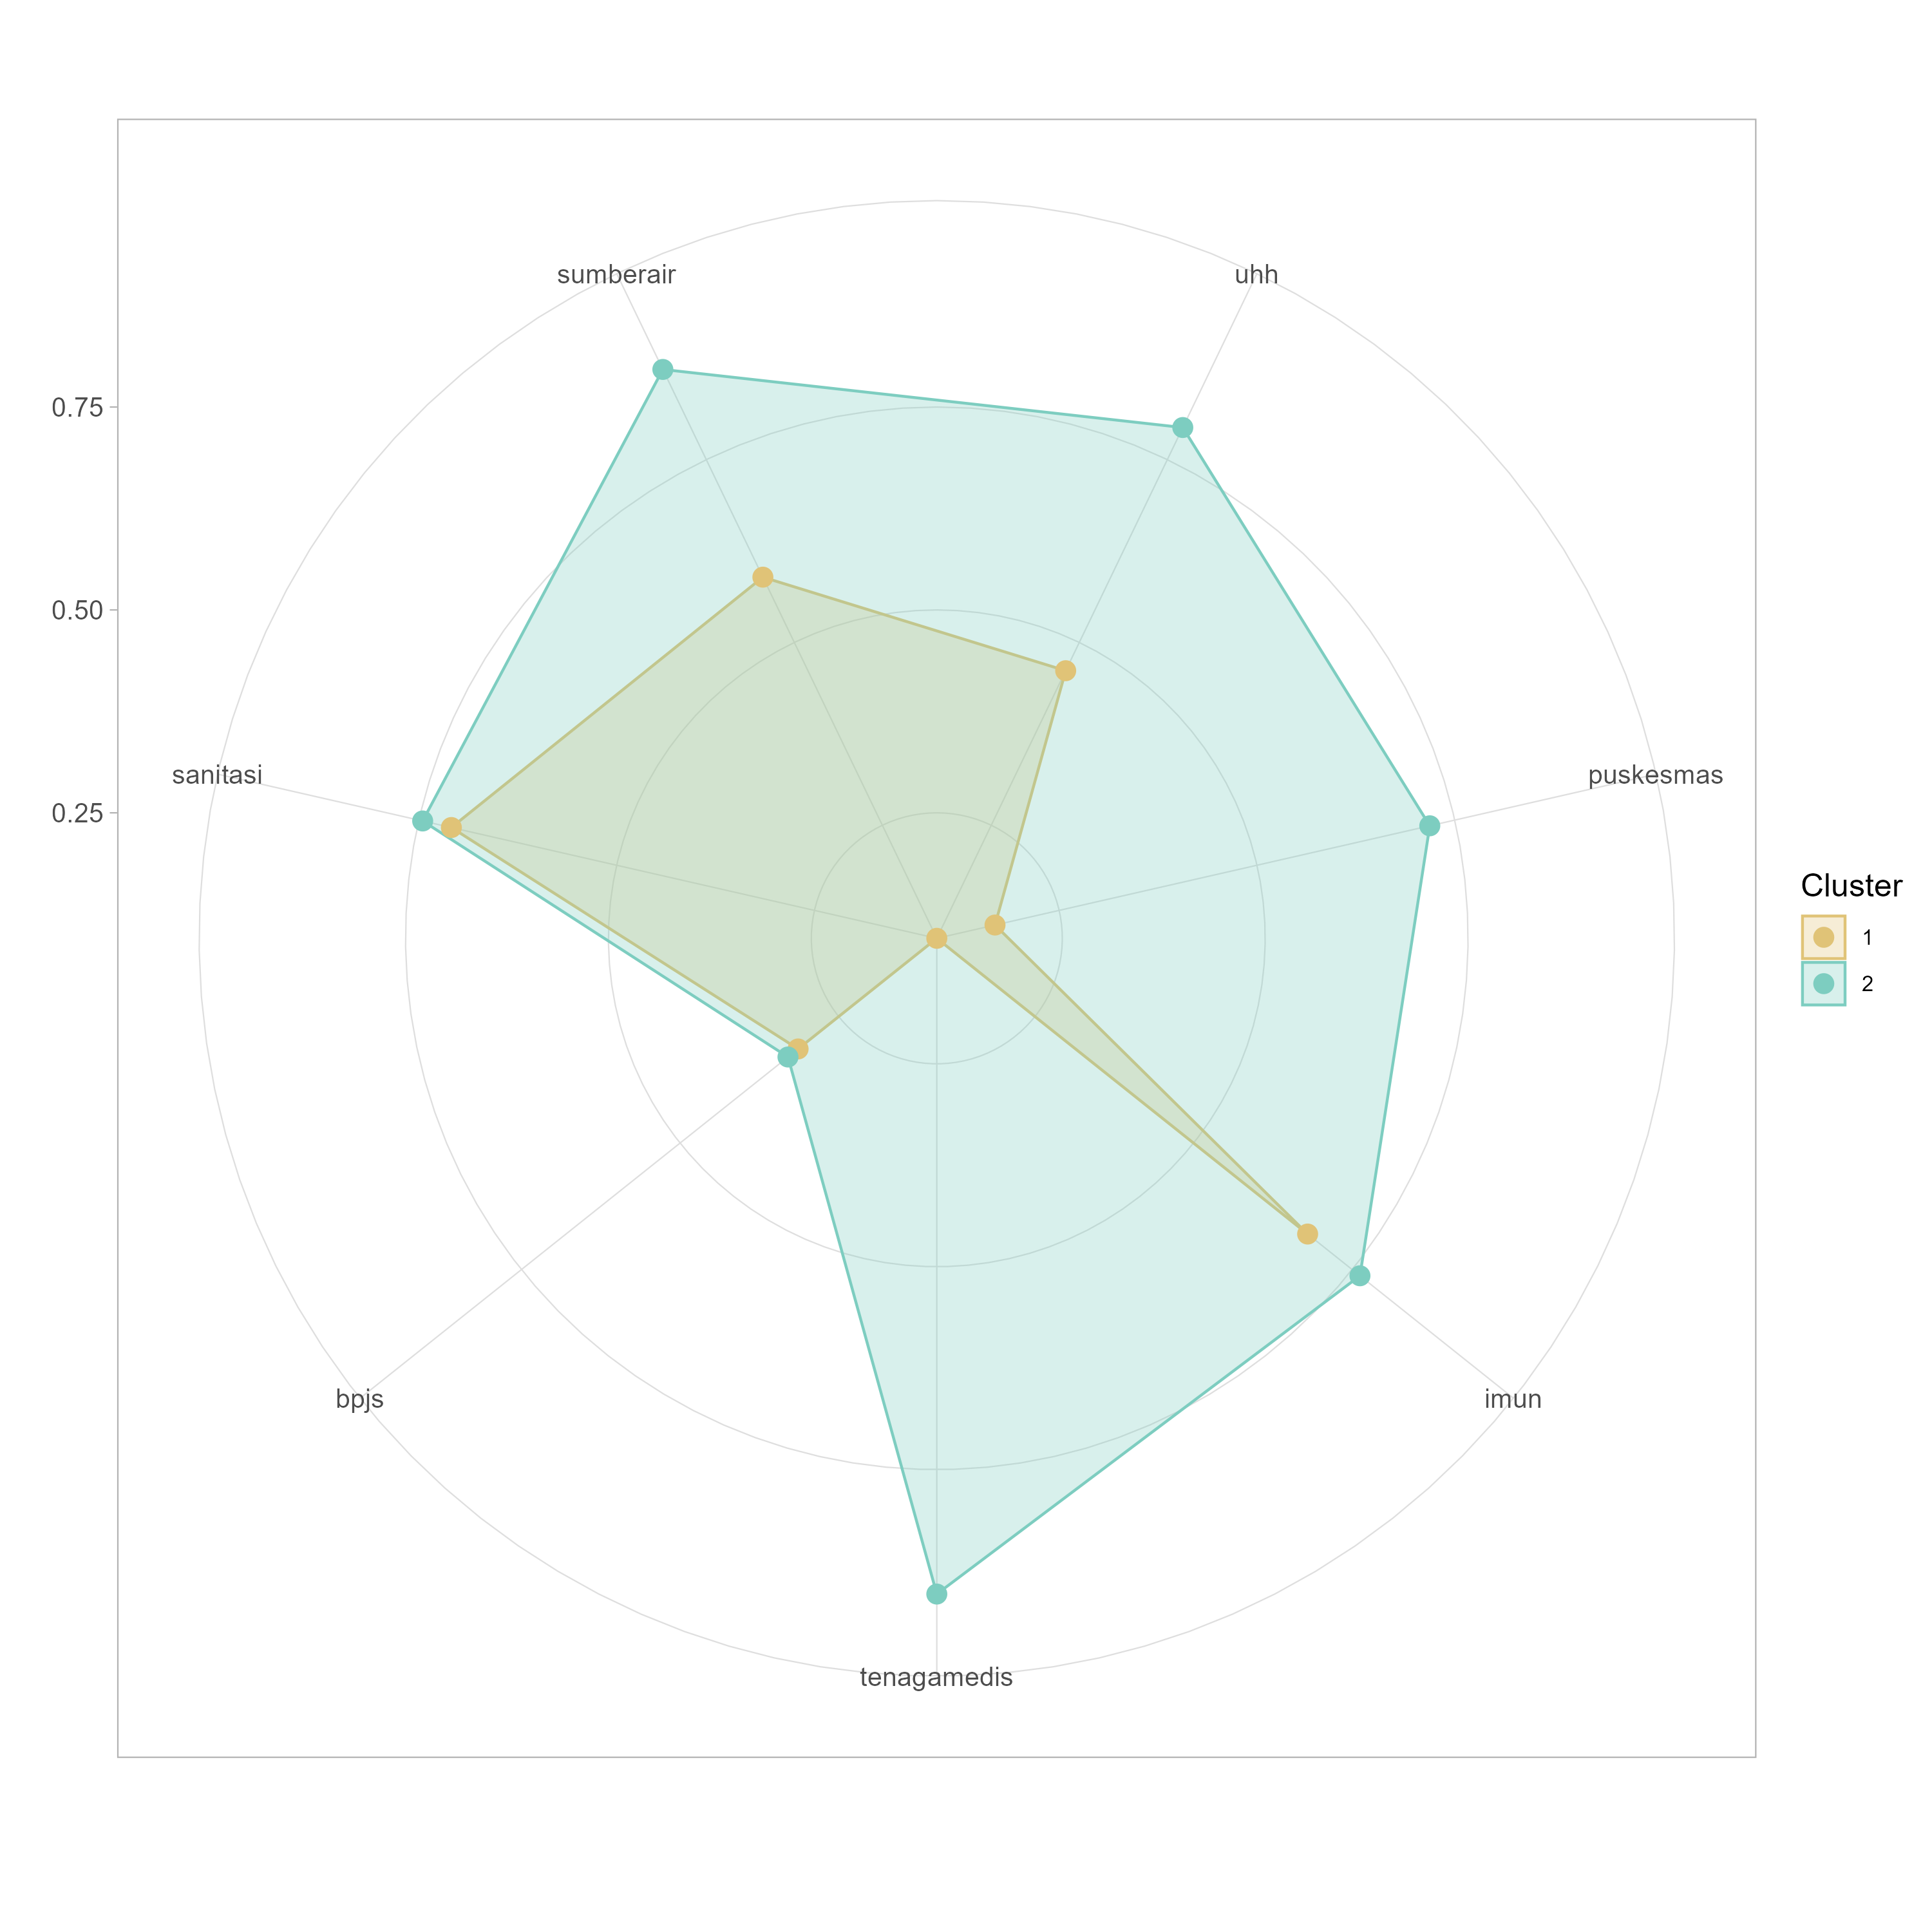 sumberair
uhh
0.75
0.50
sanitasi
puskesmas
0.25
Cluster
1
2
bpjs
imun
tenagamedis